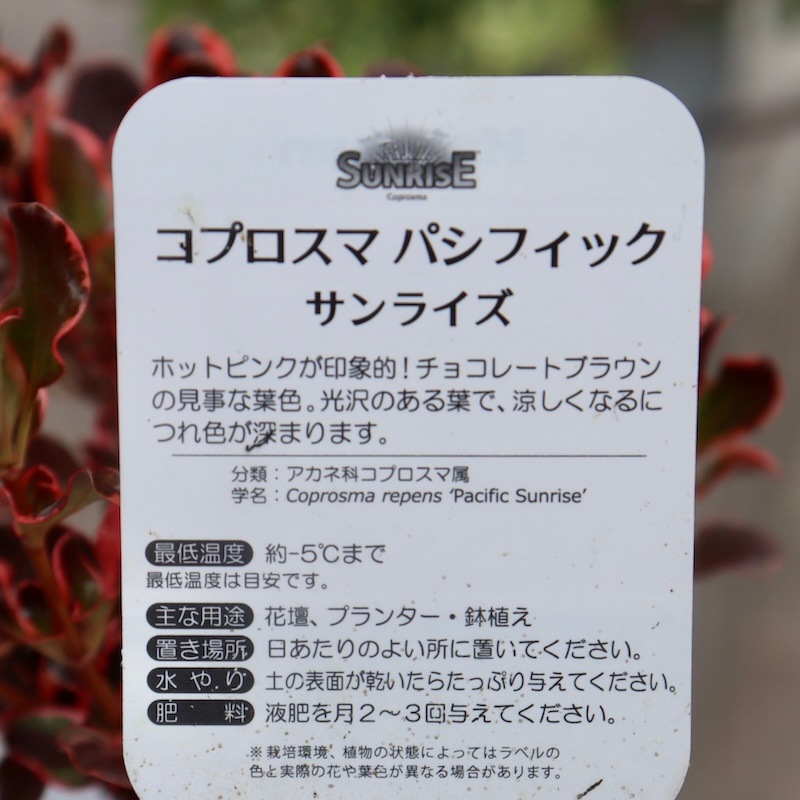 SUNRISE
Coprosma
コプロスマ パシフィック
サンライズ
ホットピンクが印象的！チョコレートブラウン
の見事な葉色。光沢のある葉で、涼しくなるに
つれ色が深まります。
分類：アカネ科コプロスマ属
学名：Coprosma repens ‘Pacific Sunrise’
最低温度 約-5℃まで
最低温度は目安です。
主な用途 花壇、プランター・鉢植え
置き場所 日あたりのよい所に置いてください。
水やり 土の表面が乾いたらたっぷり与えてください。
肥料 液肥を月2～3回与えてください。
※栽培環境、植物の状態によってはラベルの
色と実際の花や葉色が異なる場合があります。